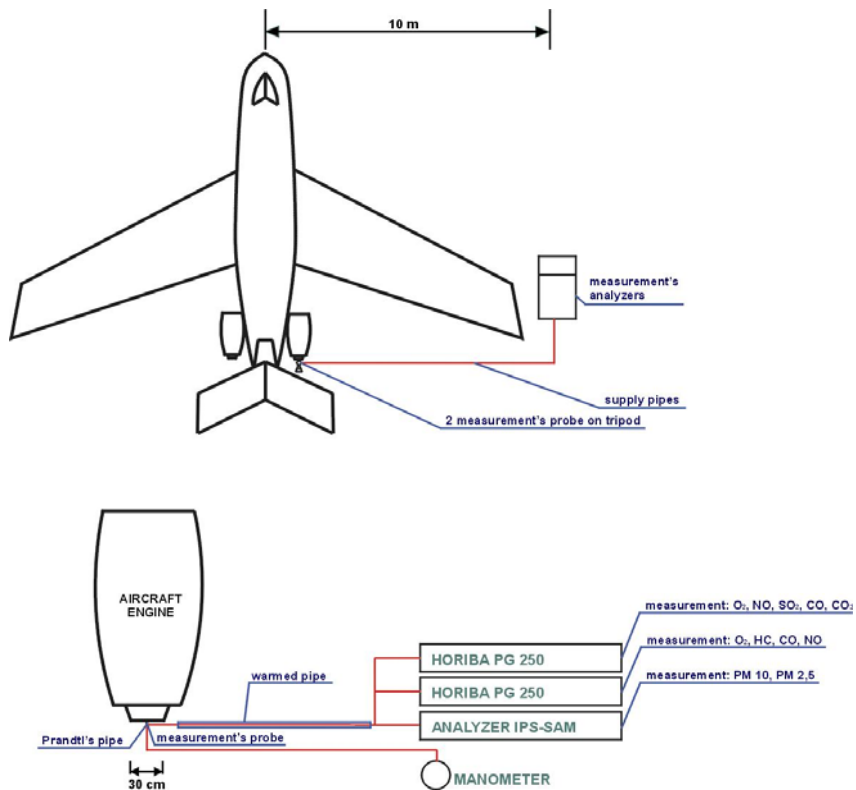 10 m
measurement's
analyzers
supply pipes
2 measurement's probe on tripod
AIRCRAFT
ENGINE
measurement: O₂, NO, SO₂, CO, CO₂
HORIBA PG 250
measurement: O₂, HC, CO, NO
warmed pipe
HORIBA PG 250
measurement: PM 10, PM 2,5
ANALYZER IPS-SAM
Prandtl's pipe
measurement's probe
30 cm
MANOMETER